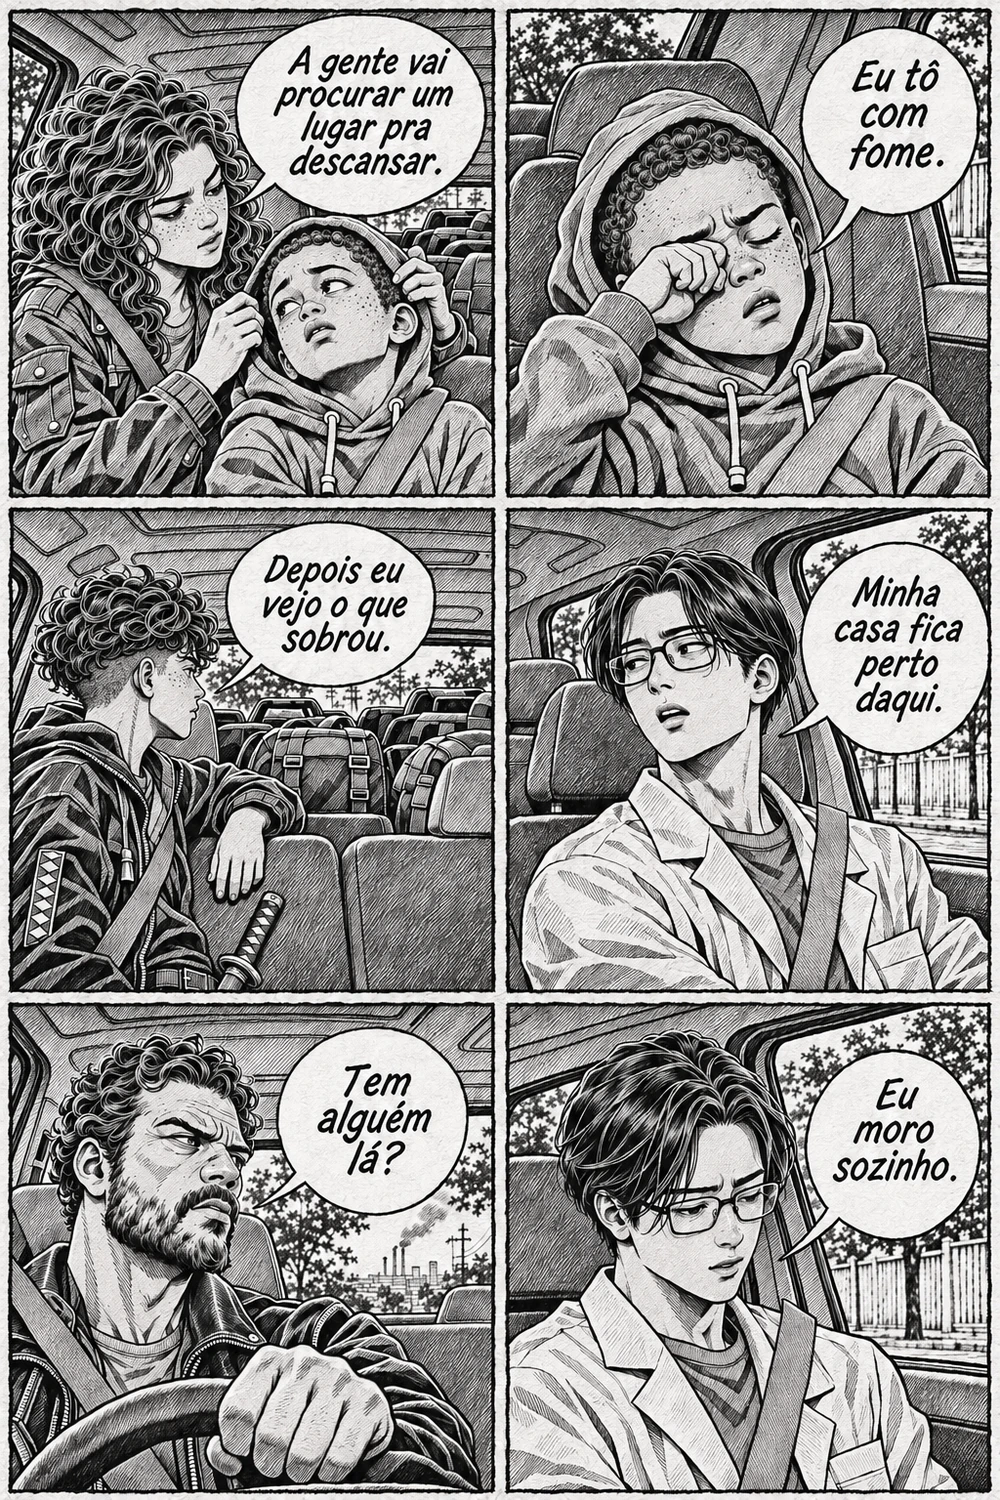 A gente vai
procurar um
lugar pra
descansar.
Eu tô
com
fome.
Depois eu
vejo o que
sobrou.
Minha
casa fica
perto
daqui.
Tem
alguém
lá?
Eu
moro
sozinho.